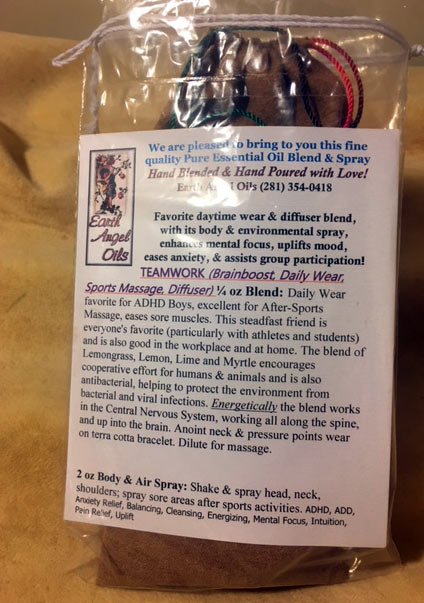 We are pleased to bring to you this fine
quality Pure Essential Oil Blend & Spray
Hand Blended & Hand Poured with Love!
Earth Angel Oils (281) 354-0418
Earth
Angel
Oils
Favorite daytime wear & diffuser blend,
with its body & environmental spray,
enhances mental focus, uplifts mood,
eases anxiety, & assists group participation!
TEAMWORK (Brainboost, Daily Wear,
Sports Massage, Diffuser) ¼ oz Blend: Daily Wear
favorite for ADHD Boys, excellent for After-Sports
Massage, eases sore muscles. This steadfast friend is
everyone's favorite (particularly with athletes and students)
and is also good in the workplace and at home. The blend of
Lemongrass, Lemon, Lime and Myrtle encourages
cooperative effort for humans & animals and is also
antibacterial, helping to protect the environment from
bacterial and viral infections. Energetically the blend works
in the Central Nervous System, working all along the spine,
and up into the brain. Anoint neck & pressure points wear
on terra cotta bracelet. Dilute for massage.
2 oz Body & Air Spray: Shake & spray head, neck,
shoulders; spray sore areas after sports activities. ADHD, ADD,
Anxiety Relief, Balancing, Cleansing, Energizing, Mental Focus, Intuition,
Pain Relief, Uplift